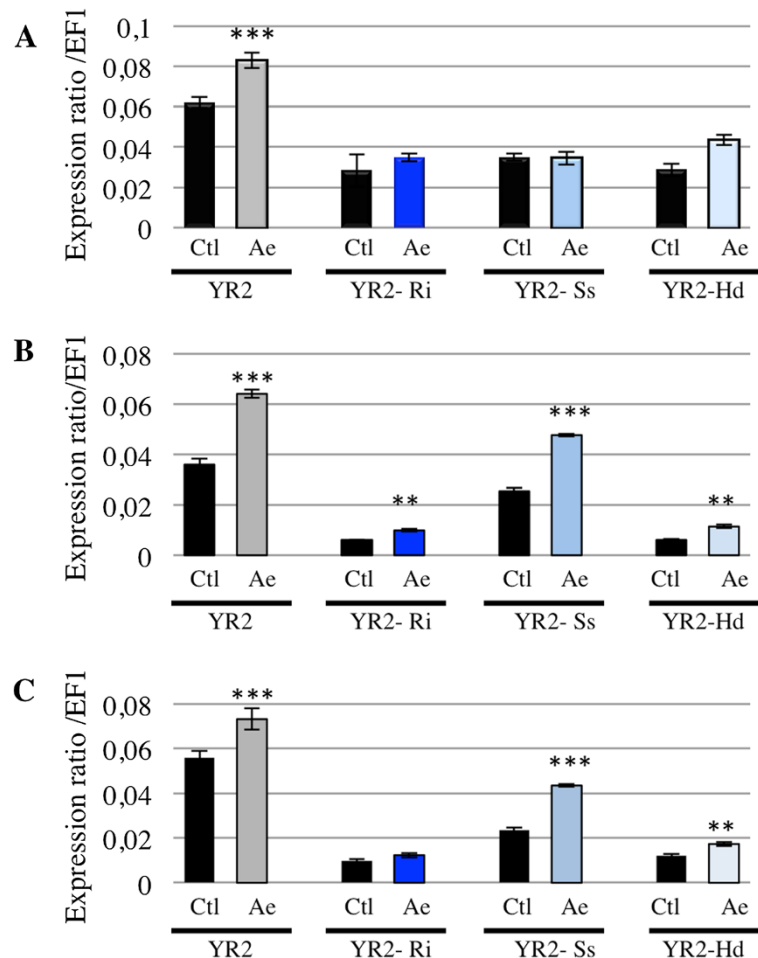 A
Expression ratio /EF1
0,1
0,08
0,06
0,04
0,02
0
***
Ctl Ae Ctl Ae Ctl Ae Ctl Ae
YR2 YR2- Ri YR2- Ss YR2-Hd
B
Expression ratio/EF1
0,08
0,06
0,04
0,02
0
*** ** *** **
Ctl Ae Ctl Ae Ctl Ae Ctl Ae
YR2 YR2- Ri YR2- Ss YR2-Hd
C
Expression ratio /EF1
0,08
0,06
0,04
0,02
0
*** *** **
Ctl Ae Ctl Ae Ctl Ae Ctl Ae
YR2 YR2- Ri YR2- Ss YR2-Hd